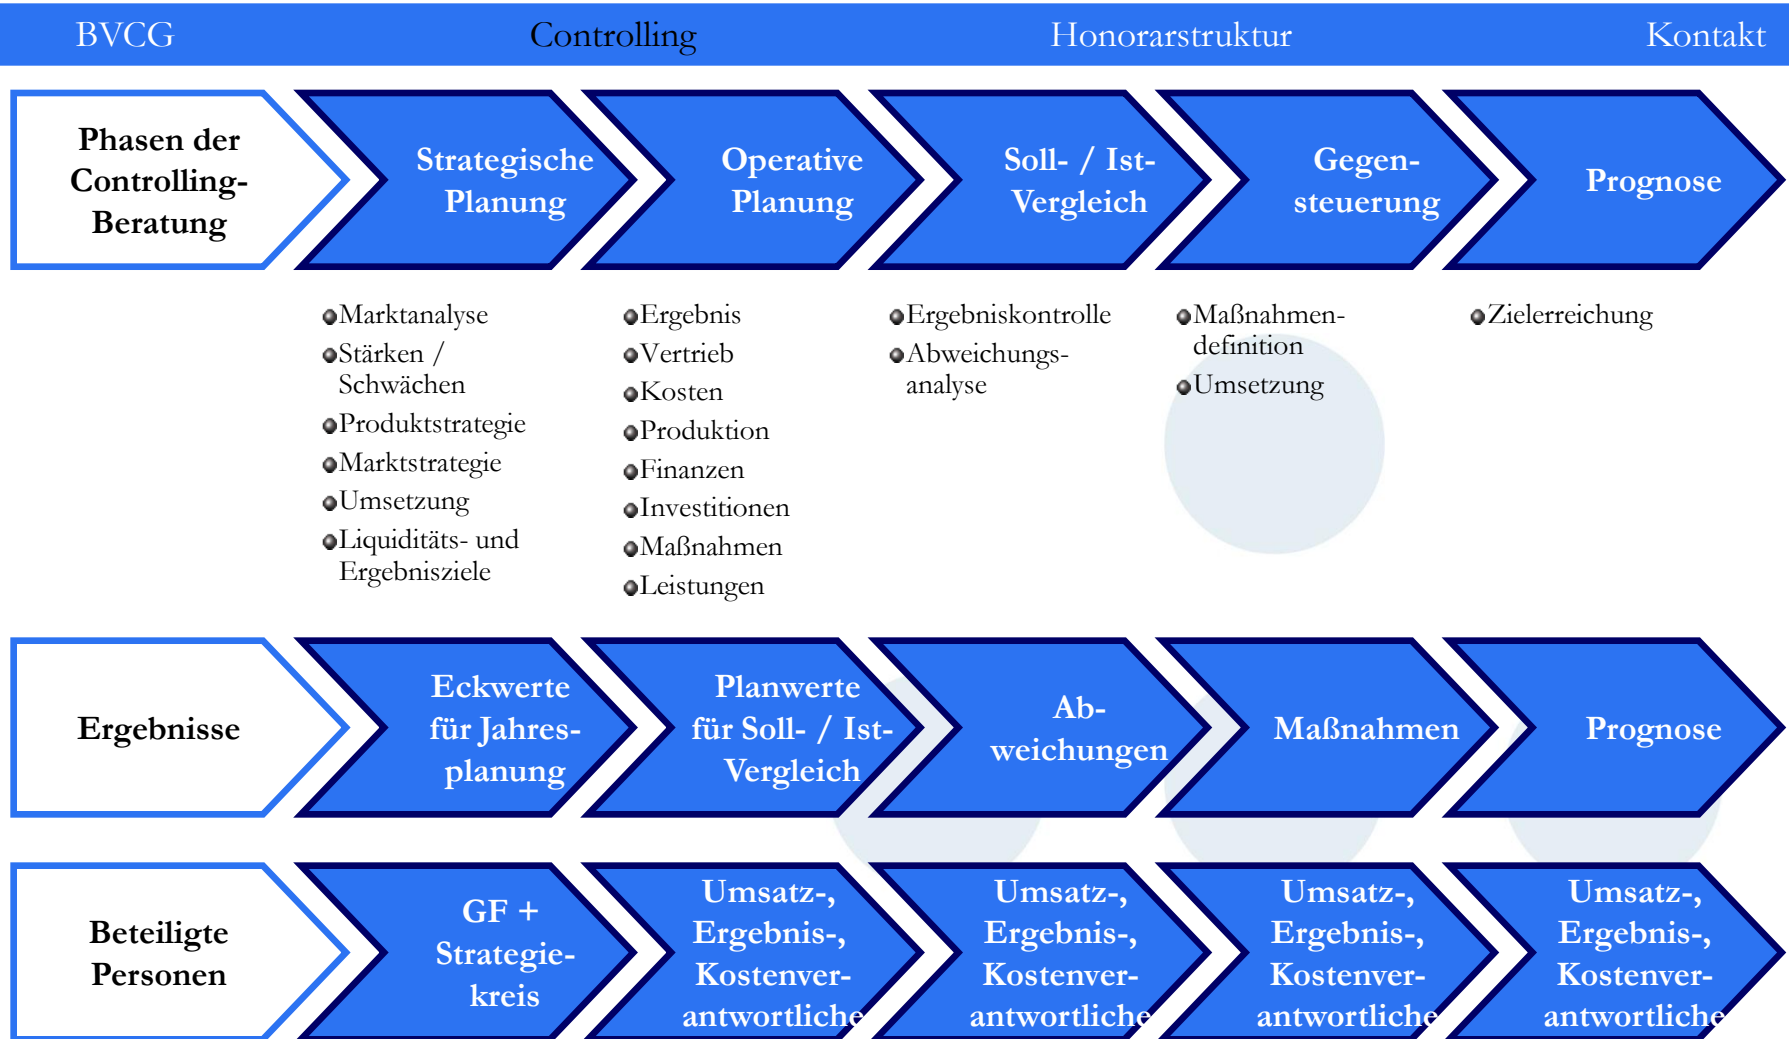 BVCG
Controlling
Honorarstruktur
Kontakt
Phasen der
Controlling-
Beratung
Strategische
Planung
Operative
Planung
Soll- / Ist-
Vergleich
Gegen-
steuerung
Prognose
Marktanalyse
Stärken /
Schwächen
Produktstrategie
Marktstrategie
Umsetzung
Liquiditäts- und
Ergebnisziele
Ergebnis
Vertrieb
Kosten
Produktion
Finanzen
Investitionen
Maßnahmen
Leistungen
Ergebniskontrolle
Abweichungs-
analyse
Maßnahmen-
definition
Umsetzung
Zielerreichung
Ergebnisse
Eckwerte
für Jahres-
planung
Planwerte
für Soll- / Ist-
Vergleich
Ab-
weichungen
Maßnahmen
Prognose
Beteiligte
Personen
GF +
Strategie-
kreis
Umsatz-,
Ergebnis-,
Kostenver-
antwortliche
Umsatz-,
Ergebnis-,
Kostenver-
antwortliche
Umsatz-,
Ergebnis-,
Kostenver-
antwortliche
Umsatz-,
Ergebnis-,
Kostenver-
antwortliche